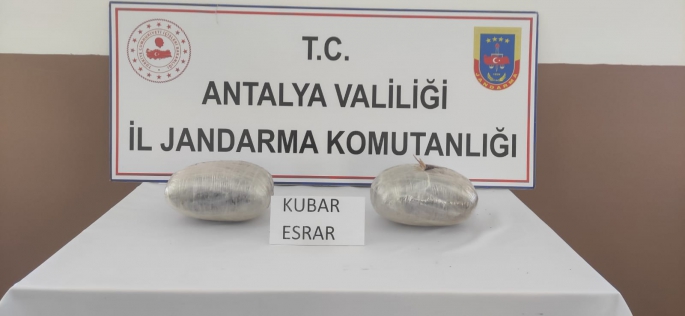 T.C.
ANTALYA VALİLİĞİ
İL JANDARMA KOMUTANLIĞI
KUBAR
ESRAR